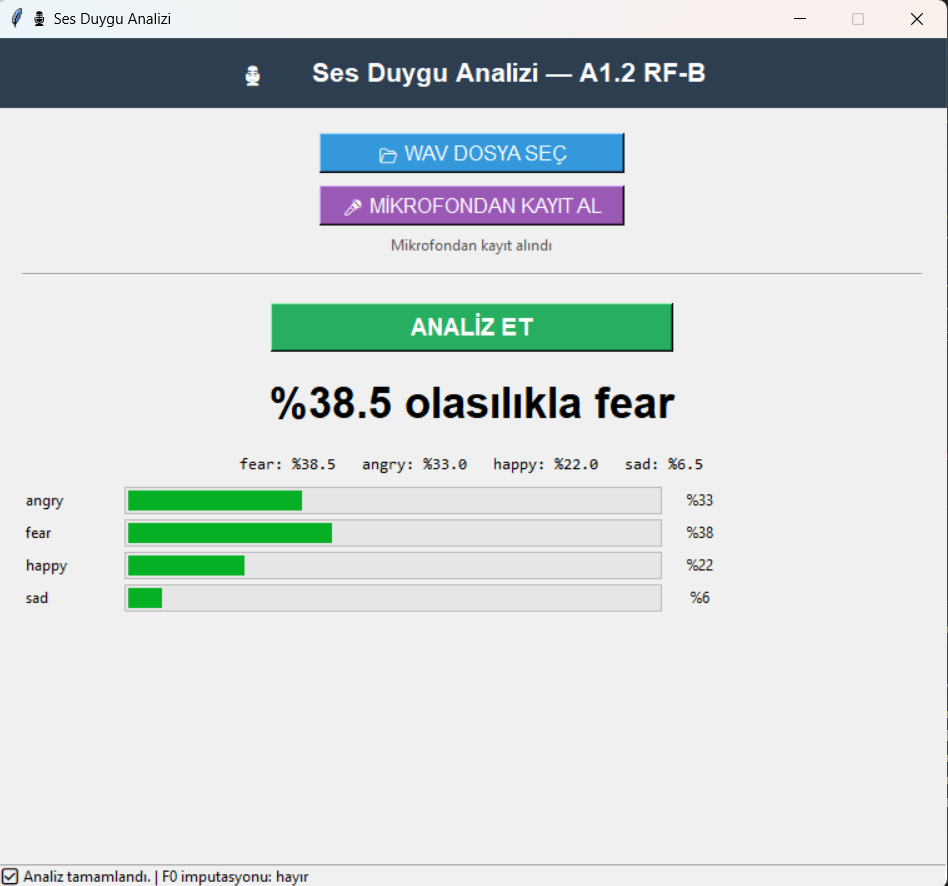 Ses Duygu Analizi
Ses Duygu Analizi — A1.2 RF-B
WAV DOSYA SEÇ
MİKROFONDAN KAYIT AL
Mikrofondan kayıt alındı
ANALİZ ET
%38.5 olasılıkla fear
fear: %38.5 angry: %33.0 happy: %22.0 sad: %6.5
angry %33
fear %38
happy %22
sad %6
Analiz tamamlandı. | F0 imputasyonu: hayır